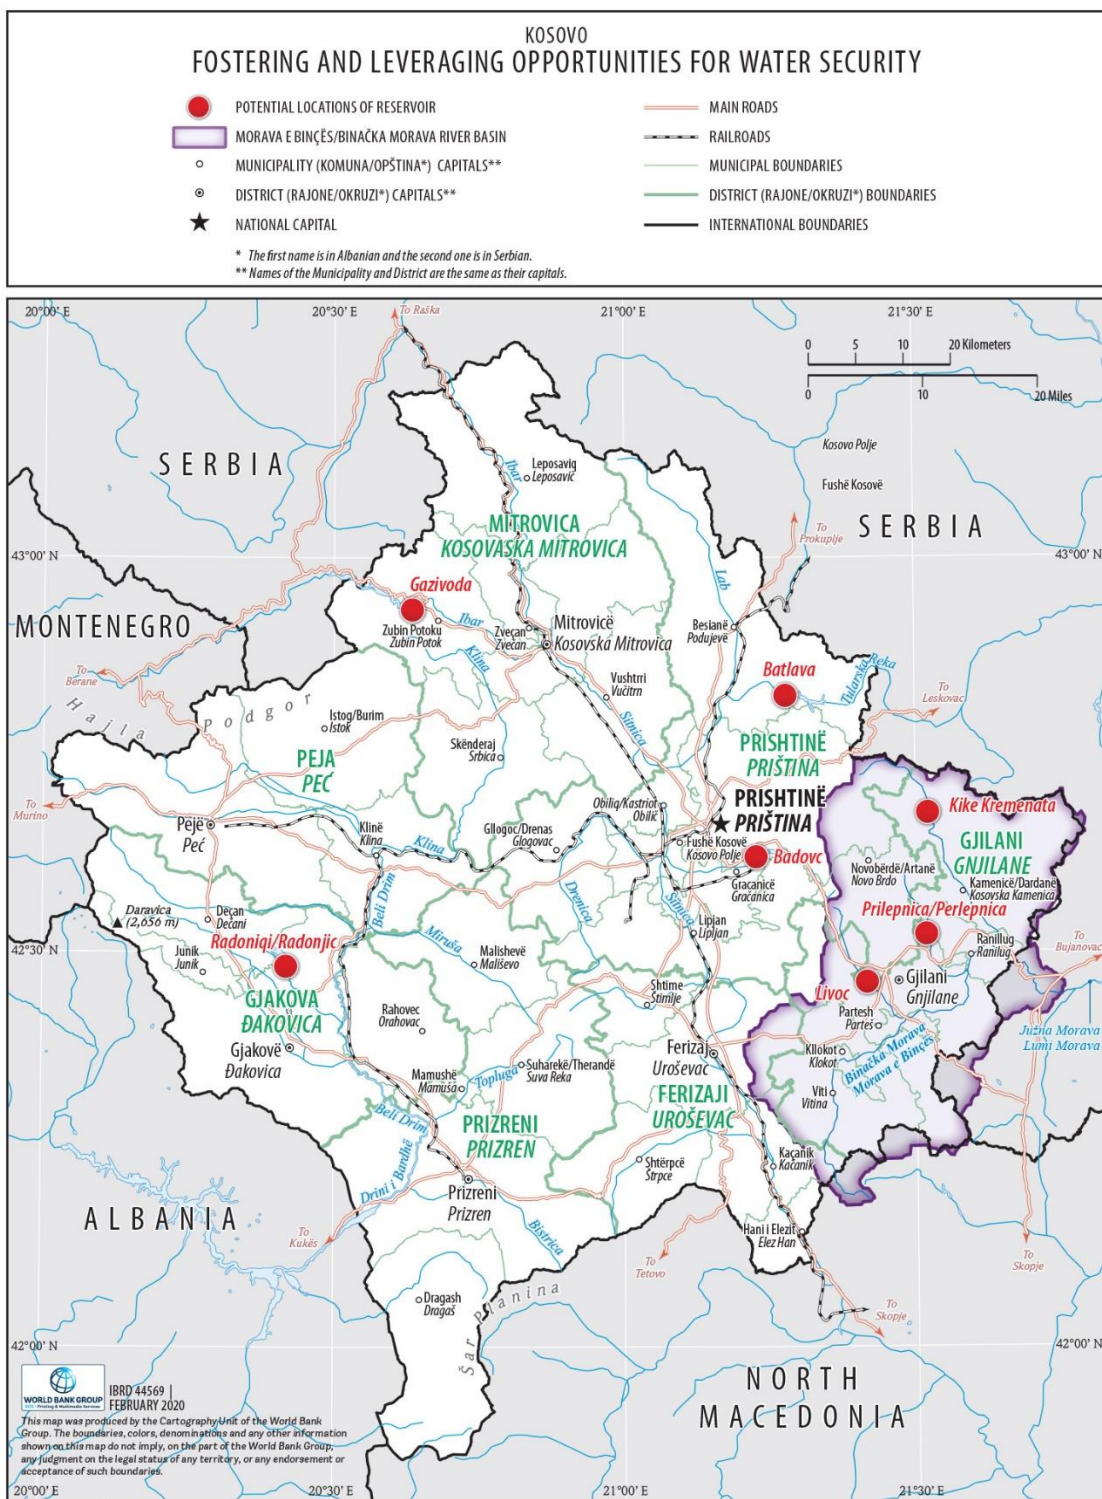 KOSOVO
FOSTERING AND LEVERAGING OPPORTUNITIES FOR WATER SECURITY
POTENTIAL LOCATIONS OF RESERVOIR
MORAVA E BINÇËS/BINAČKA MORAVA RIVER BASIN
MUNICIPALITY (KOMUNA/OPŠTINA*) CAPITALS**
DISTRICT (RAJONE/OKRUZI*) CAPITALS**
NATIONAL CAPITAL
* The first name is in Albanian and the second one is in Serbian.
** Names of the Municipality and District are the same as their capitals.
MAIN ROADS
RAILROADS
MUNICIPAL BOUNDARIES
DISTRICT (RAJONE/OKRUZI*) BOUNDARIES
INTERNATIONAL BOUNDARIES
20°00' E
20°30' E
21°00' E
21°30' E
To Raška
0 5 10 20 Kilometers
0 10 20 Miles
Kosovo Polje
Fushë Kosovë
SERBIA
SERBIA
Ibar
Leposaviq
Leposavić
MITROVICA
KOSOVASKA MITROVICA
To
Prokuplje
43°00' N
43°00' N
Lab
Gazivoda
MONTENEGRO
Zubin Potoku
Zubin Potok
Ibar
Klina
Zveçan
Zvečan
Mitrovicë
Kosovska Mitrovica
Besianë
Podujevë
To
Berane
Hajla
Podgor
Batlava
Tularska Reka
To
Leskovac
Vushtrri
Vučitrn
Sitnica
Istog/Burim
Istok
Skënderaj
Srbica
PEJA
PEĆ
PRISHTINË
PRIŠTINA
To
Murino
Pejë
Peć
Klinë
Klina
Klina
Gllogoc/Drenas
Glogovac
Obiliq/Kastriot
Obilić
PRISHTINË
PRIŠTINA
Fushë Kosovë
Kosovo Polje
Badovc
Graçanicë
Gračanica
Kike Kremenata
GJILANI
GNJILANE
Novobërdë/Artanë
Novo Brdo
Kamenicë/Dardanë
Kosovska Kamenica
Prilepnica/Perlepnica
Daravica
(2,656 m)
Deçan
Dečani
Beli Drim
Drenica
Sitnica
Lipjan
Lipljan
42°30' N
42°30' N
Radoniqi/Radonjic
Junik
Junik
Miruša
Malishevë
Mališevo
Ranillug
Ranilug
To
Bujanovac
GJAKOVA
ĐAKOVICA
Livoc
Gjilani
Gnjilane
Shtime
Štimlje
Rahovec
Orahovac
Partesh
Parteš
Južna Morava
Lumi Morava
Gjakovë
Đakovica
Ferizaj
Uroševac
Kllokot
Klokot
Binačka Morava
Morava e Binçës
Mamushë
Mamuša
Topluga
Suharekë/Therandë
Suva Reka
FERIZAJI
UROŠEVAC
Viti
Vitina
Beli Drim
PRIZRENI
PRIZREN
Shtërpcë
Strpce
Kaçanik
Kačanik
Drini i Bardhë
Prizreni
Prizren
ALBANIA
To
Kukës
Bistrica
Hani i Elezit
Elez Han
To
Tetovo
To
Skopje
To
Skopje
Dragash
Dragaš
Šar Planina
42°00' N
42°00' N
NORTH
MACEDONIA
WORLD BANK GROUP
IBRD 44569 |
FEBRUARY 2020
This map was produced by the Cartography Unit of the World Bank
Group. The boundaries, colors, denominations and any other information
shown on this map do not imply, on the part of the World Bank Group,
any judgment on the legal status of any territory, or any endorsement or
acceptance of such boundaries.
20°00' E
20°30' E
21°00' E
21°30' E